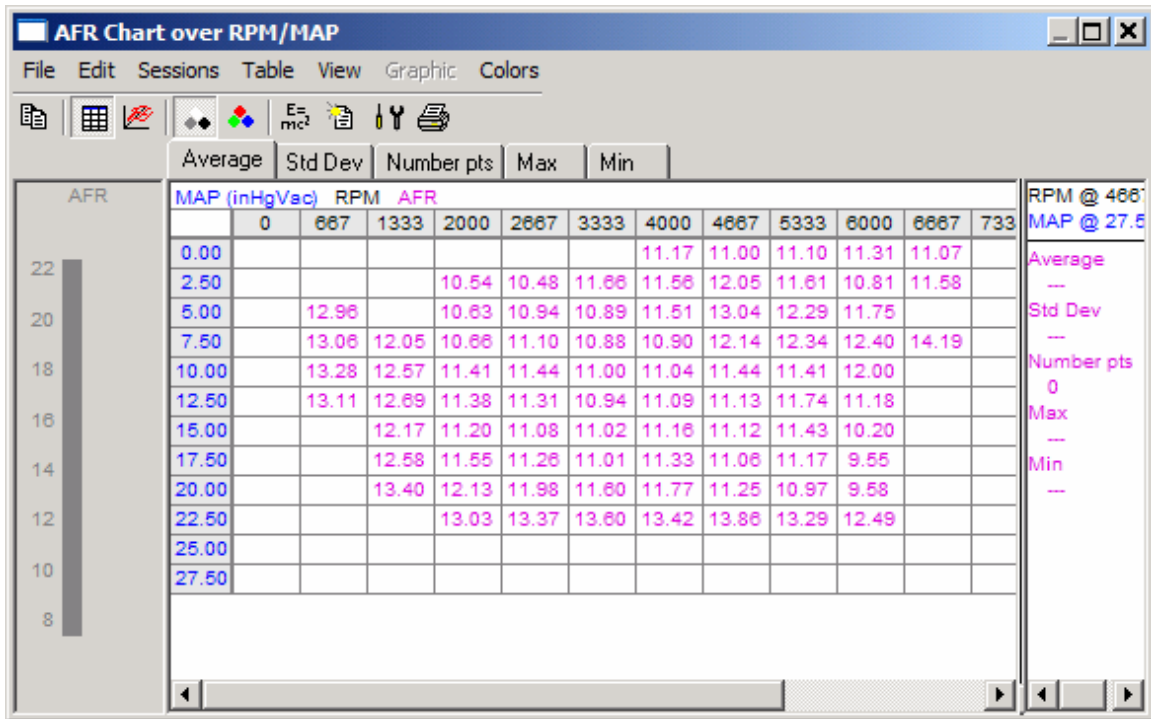 AFR Chart over RPM/MAP
File Edit Sessions Table View Graphic Colors
E= mc²
Average Std Dev Number pts Max Min
AFR
22
20
18
16
14
12
10
8
MAP (inHgVac) RPM AFR
0 667 1333 2000 2667 3333 4000 4667 5333 6000 6667 733
0.00 11.17 11.00 11.10 11.31 11.07
2.50 10.54 10.48 11.66 11.56 12.05 11.61 10.81 11.58
5.00 12.96 10.63 10.94 10.89 11.51 13.04 12.29 11.75
7.50 13.06 12.05 10.66 11.10 10.88 10.90 12.14 12.34 12.40 14.19
10.00 13.28 12.57 11.41 11.44 11.00 11.04 11.44 11.41 12.00
12.50 13.11 12.69 11.38 11.31 10.94 11.09 11.13 11.74 11.18
15.00 12.17 11.20 11.08 11.02 11.16 11.12 11.43 10.20
17.50 12.58 11.55 11.26 11.01 11.33 11.06 11.17 9.55
20.00 13.40 12.13 11.98 11.60 11.77 11.25 10.97 9.58
22.50 13.03 13.37 13.60 13.42 13.86 13.29 12.49
25.00
27.50
RPM @ 4667
MAP @ 27.5
Average
---
Std Dev
---
Number pts
0
Max
---
Min
---